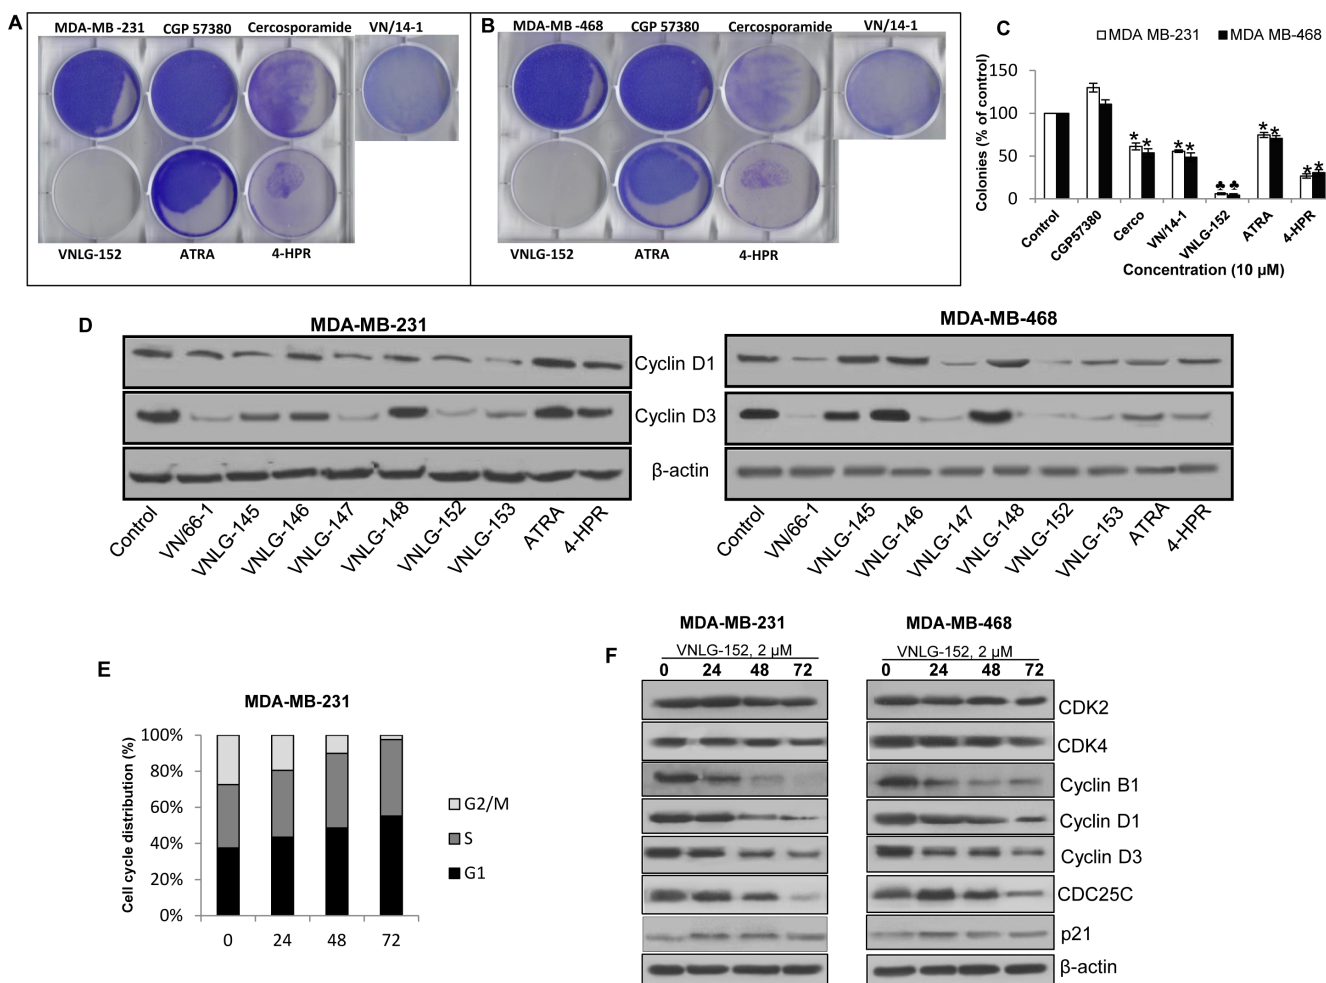 A
MDA-MB -231 CGP 57380 Cercosporamide VN/14-1
VNLG-152 ATRA 4-HPR
B
MDA-MB -468 CGP 57380 Cercosporamide VN/14-1
VNLG-152 ATRA 4-HPR
C
MDA MB-231 MDA MB-468
Colonies (% of control)
150
100
50
0
* * * * ♣ ♣ * * * *
Control CGP57380 Cerco VN/14-1 VNLG-152 ATRA 4-HPR
Concentration (10 µM)
D
MDA-MB-231 MDA-MB-468
Cyclin D1
Cyclin D3
β-actin
Control VN/66-1 VNLG-145 VNLG-146 VNLG-147 VNLG-148 VNLG-152 VNLG-153 ATRA 4-HPR
Control VN/66-1 VNLG-145 VNLG-146 VNLG-147 VNLG-148 VNLG-152 VNLG-153 ATRA 4-HPR
E
MDA-MB-231
Cell cycle distribution (%)
100%
80%
60%
40%
20%
0%
0 24 48 72
G2/M
S
G1
F
MDA-MB-231 MDA-MB-468
VNLG-152, 2 µM VNLG-152, 2 µM
0 24 48 72 0 24 48 72
CDK2
CDK4
Cyclin B1
Cyclin D1
Cyclin D3
CDC25C
p21
β-actin